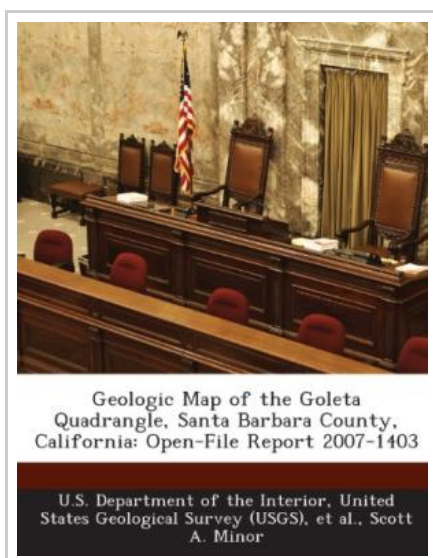 Geologic Map of the Goleta
Quadrangle, Santa Barbara County,
California: Open-File Report 2007-1403
U.S. Department of the Interior, United
States Geological Survey (USGS), et al., Scott
A. Minor